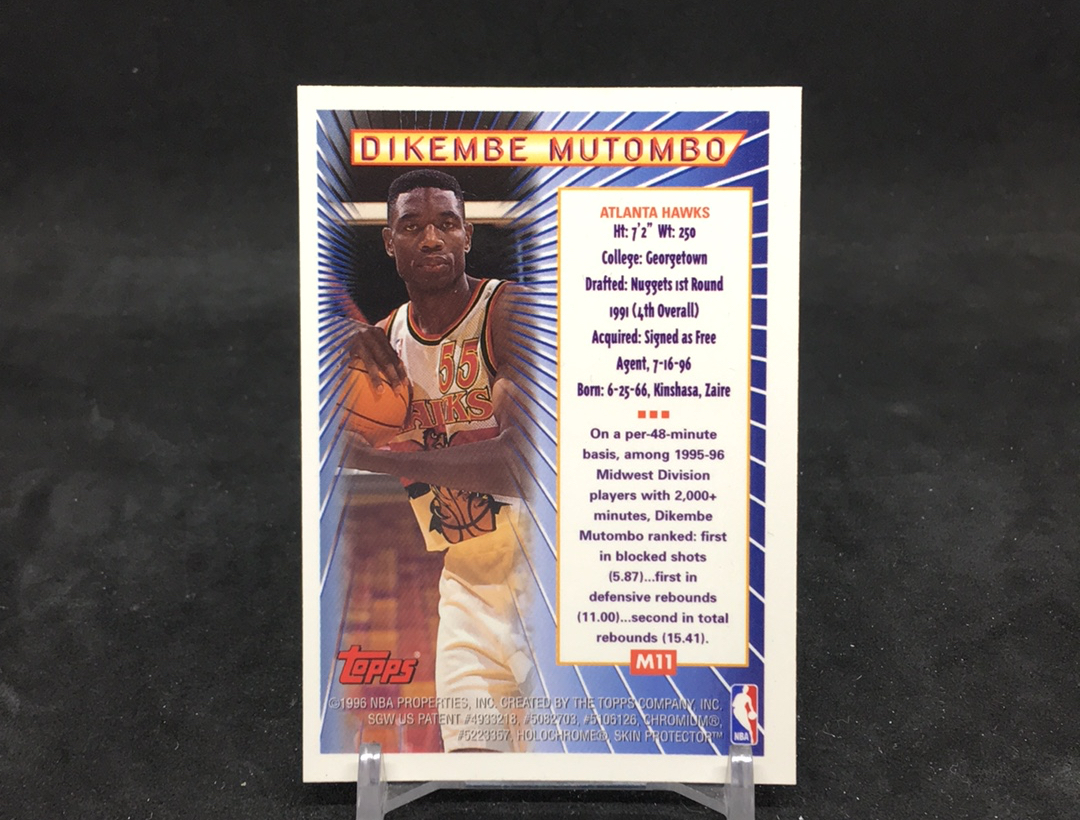 DIKEMBE MUTOMBO
ATLANTA HAWKS
Ht: 7'2" Wt: 250
College: Georgetown
Drafted: Nuggets 1st Round
1991 (4th Overall)
Acquired: Signed as Free
Agent, 7-16-96
Born: 6-25-66, Kinshasa, Zaire
On a per-48-minute
basis, among 1995-96
Midwest Division
players with 2,000+
minutes, Dikembe
Mutombo ranked: first
in blocked shots
(5.87)...first in
defensive rebounds
(11.00)...second in total
rebounds (15.41).
M11
55
HAWKS
Topps
©1996 NBA PROPERTIES, INC. CREATED BY THE TOPPS COMPANY, INC.
SGW US PATENT #4933218, #5082703, #5106126, CHROMIUM®,
#5223357, HOLOCHROME®, SKIN PROTECTOR™
NBA